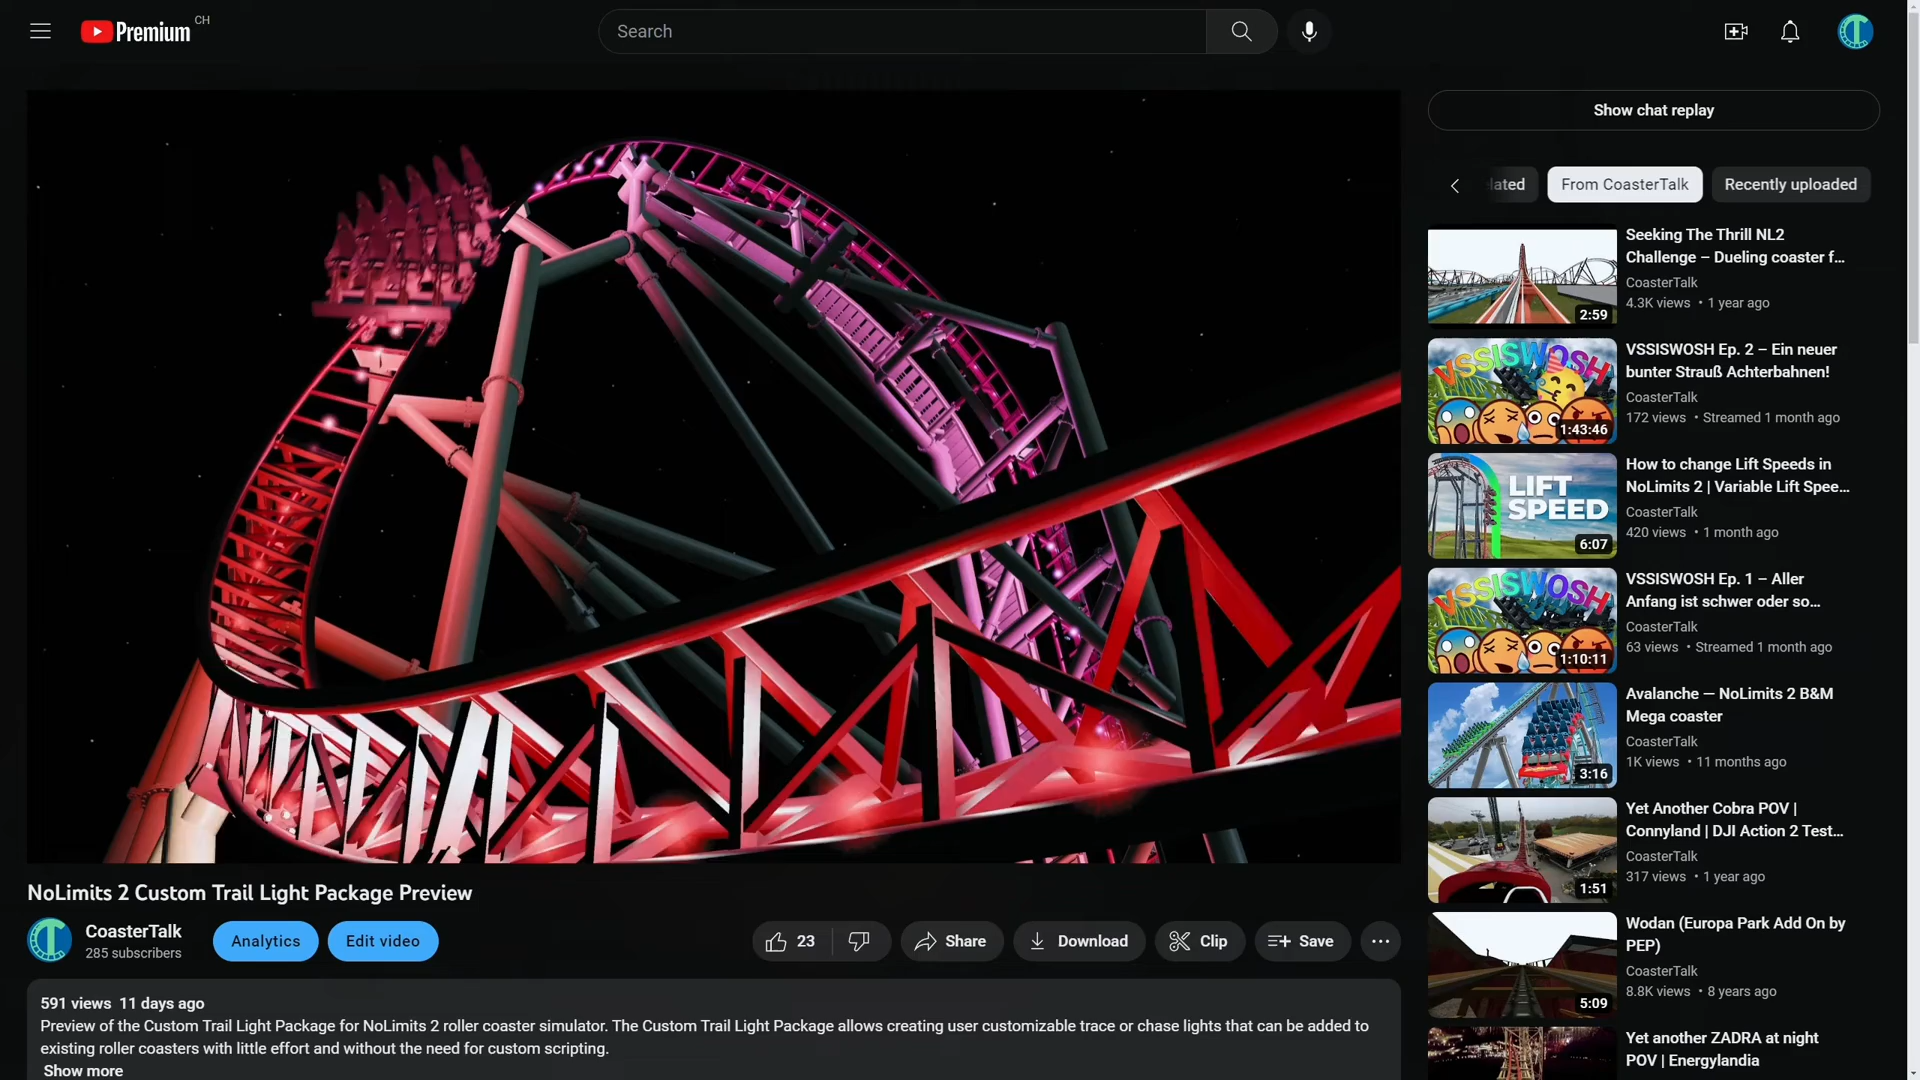 Premium
CH
Search
Show chat replay
lated
From CoasterTalk
Recently uploaded
Seeking The Thrill NL2
Challenge – Dueling coaster f...
CoasterTalk
4.3K views • 1 year ago
2:59
VSSISWOSH
1:43:46
VSSISWOSH Ep. 2 – Ein neuer
bunter Strauß Achterbahnen!
CoasterTalk
172 views • Streamed 1 month ago
LIFT
SPEED
6:07
How to change Lift Speeds in
NoLimits 2 | Variable Lift Spee...
CoasterTalk
420 views • 1 month ago
VSSISWOSH
1:10:11
VSSISWOSH Ep. 1 – Aller
Anfang ist schwer oder so...
CoasterTalk
63 views • Streamed 1 month ago
3:16
Avalanche — NoLimits 2 B&M
Mega coaster
CoasterTalk
1K views • 11 months ago
1:51
Yet Another Cobra POV |
Connyland | DJI Action 2 Test...
CoasterTalk
317 views • 1 year ago
5:09
Wodan (Europa Park Add On by
PEP)
CoasterTalk
8.8K views • 8 years ago
Yet another ZADRA at night
POV | Energylandia
NoLimits 2 Custom Trail Light Package Preview
CoasterTalk
285 subscribers
Analytics
Edit video
23
Share
Download
Clip
Save
591 views 11 days ago
Preview of the Custom Trail Light Package for NoLimits 2 roller coaster simulator. The Custom Trail Light Package allows creating user customizable trace or chase lights that can be added to
existing roller coasters with little effort and without the need for custom scripting.
Show more